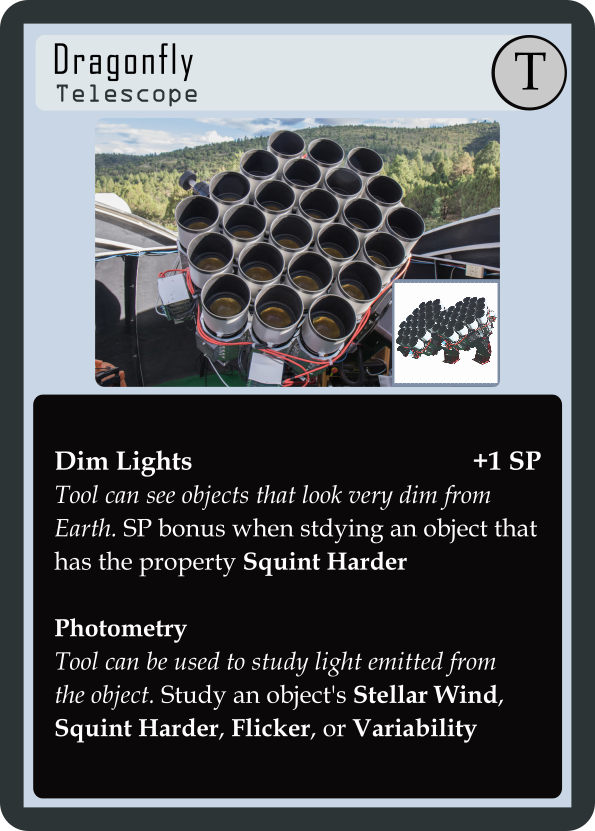 Dragonfly
T
Telescope
Dim Lights +1 SP
Tool can see objects that look very dim from
Earth. SP bonus when stdying an object that
has the property Squint Harder
Photometry
Tool can be used to study light emitted from
the object. Study an object's Stellar Wind,
Squint Harder, Flicker, or Variability